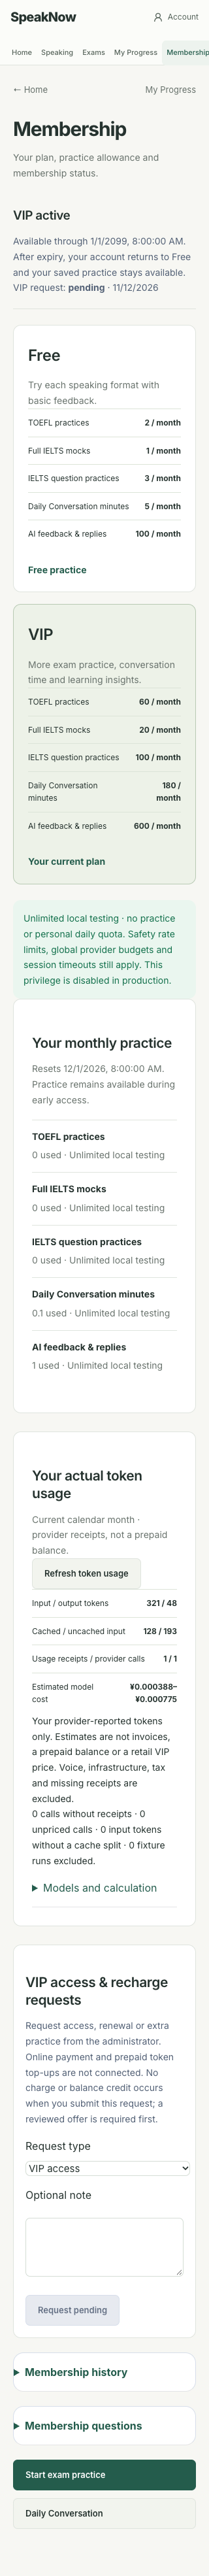 SpeakNow
Account
Home Speaking Exams My Progress Membership
← Home
My Progress
Membership
Your plan, practice allowance and
membership status.
VIP active
Available through 1/1/2099, 8:00:00 AM.
After expiry, your account returns to Free
and your saved practice stays available.
VIP request: pending · 11/12/2026
Free
Try each speaking format with
basic feedback.
TOEFL practices 2 / month
Full IELTS mocks 1 / month
IELTS question practices 3 / month
Daily Conversation minutes 5 / month
AI feedback & replies 100 / month
Free practice
VIP
More exam practice, conversation
time and learning insights.
TOEFL practices 60 / month
Full IELTS mocks 20 / month
IELTS question practices 100 / month
Daily Conversation minutes 180 / month
AI feedback & replies 600 / month
Your current plan
Unlimited local testing · no practice
or personal daily quota. Safety rate
limits, global provider budgets and
session timeouts still apply. This
privilege is disabled in production.
Your monthly practice
Resets 12/1/2026, 8:00:00 AM.
Practice remains available during
early access.
TOEFL practices
0 used · Unlimited local testing
Full IELTS mocks
0 used · Unlimited local testing
IELTS question practices
0 used · Unlimited local testing
Daily Conversation minutes
0.1 used · Unlimited local testing
AI feedback & replies
1 used · Unlimited local testing
Your actual token
usage
Current calendar month ·
provider receipts, not a prepaid
balance.
Refresh token usage
Input / output tokens 321 / 48
Cached / uncached input 128 / 193
Usage receipts / provider calls 1 / 1
Estimated model cost ¥0.000388–¥0.000775
Your provider-reported tokens
only. Estimates are not invoices,
a prepaid balance or a retail VIP
price. Voice, infrastructure, tax
and missing receipts are
excluded.
0 calls without receipts · 0
unpriced calls · 0 input tokens
without a cache split · 0 fixture
runs excluded.
Models and calculation
VIP access & recharge
requests
Request access, renewal or extra
practice from the administrator.
Online payment and prepaid token
top-ups are not connected. No
charge or balance credit occurs
when you submit this request; a
reviewed offer is required first.
Request type
VIP access
Optional note
Request pending
Membership history
Membership questions
Start exam practice
Daily Conversation